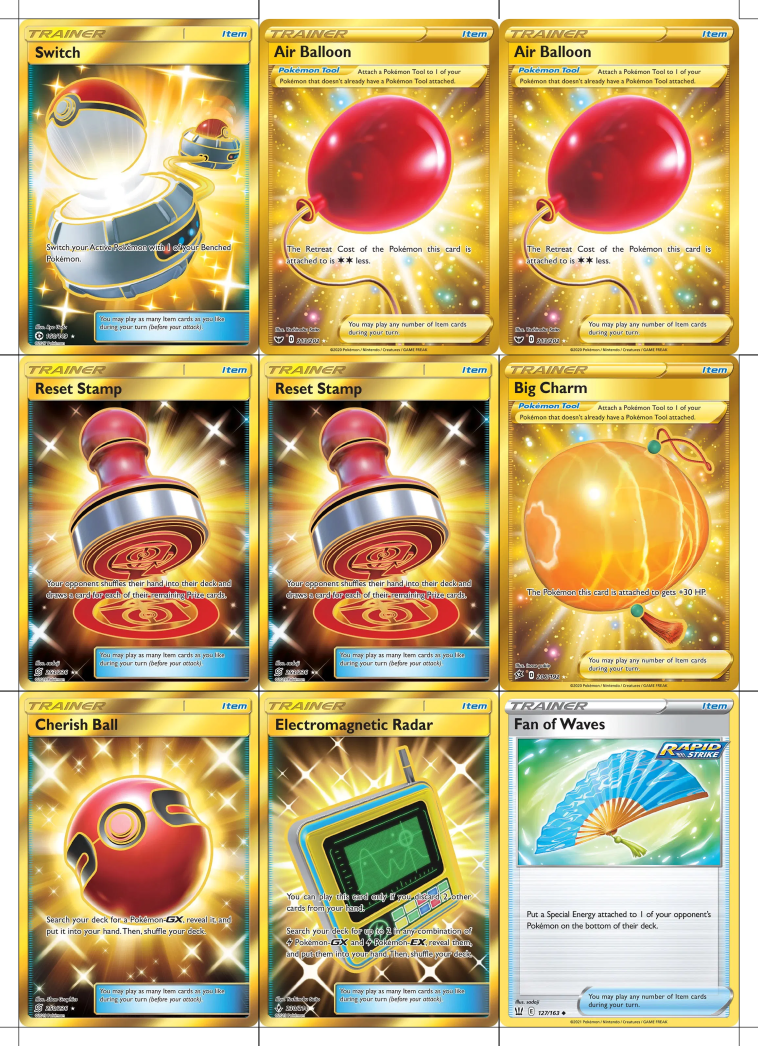 TRAINER Item
Switch
Switch your Active Pokémon with 1 of your Benched
Pokémon.
You may play as many Item cards as you like
during your turn (before your attack).
TRAINER Item
Air Balloon
Pokémon Tool Attach a Pokémon Tool to 1 of your
Pokémon that doesn't already have a Pokémon Tool attached.
The Retreat Cost of the Pokémon this card is
attached to is ✶✶ less.
You may play any number of Item cards
during your turn.
©2020 Pokémon / Nintendo / Creatures / GAME FREAK
TRAINER Item
Air Balloon
Pokémon Tool Attach a Pokémon Tool to 1 of your
Pokémon that doesn't already have a Pokémon Tool attached.
The Retreat Cost of the Pokémon this card is
attached to is ✶✶ less.
You may play any number of Item cards
during your turn.
©2020 Pokémon / Nintendo / Creatures / GAME FREAK
TRAINER Item
Reset Stamp
Your opponent shuffles their hand into their deck and
draws a card for each of their remaining Prize cards.
You may play as many Item cards as you like
during your turn (before your attack).
TRAINER Item
Reset Stamp
Your opponent shuffles their hand into their deck and
draws a card for each of their remaining Prize cards.
You may play as many Item cards as you like
during your turn (before your attack).
TRAINER Item
Big Charm
Pokémon Tool Attach a Pokémon Tool to 1 of your
Pokémon that doesn't already have a Pokémon Tool attached.
The Pokémon this card is attached to gets +30 HP.
You may play any number of Item cards
during your turn.
©2020 Pokémon / Nintendo / Creatures / GAME FREAK
TRAINER Item
Cherish Ball
Search your deck for a Pokémon-GX, reveal it, and
put it into your hand. Then, shuffle your deck.
You may play as many Item cards as you like
during your turn (before your attack).
TRAINER Item
Electromagnetic Radar
You can play this card only if you discard 2 other
cards from your hand.
Search your deck for up to 2 in any combination of
Pokémon-GX and Pokémon-EX, reveal them,
and put them into your hand. Then, shuffle your deck.
You may play as many Item cards as you like
during your turn (before your attack).
TRAINER Item
Fan of Waves
RAPID
STRIKE
Put a Special Energy attached to 1 of your opponent's
Pokémon on the bottom of their deck.
Illus. sadaji
E 127/163
You may play any number of Item cards
during your turn.
©2021 Pokémon / Nintendo / Creatures / GAME FREAK